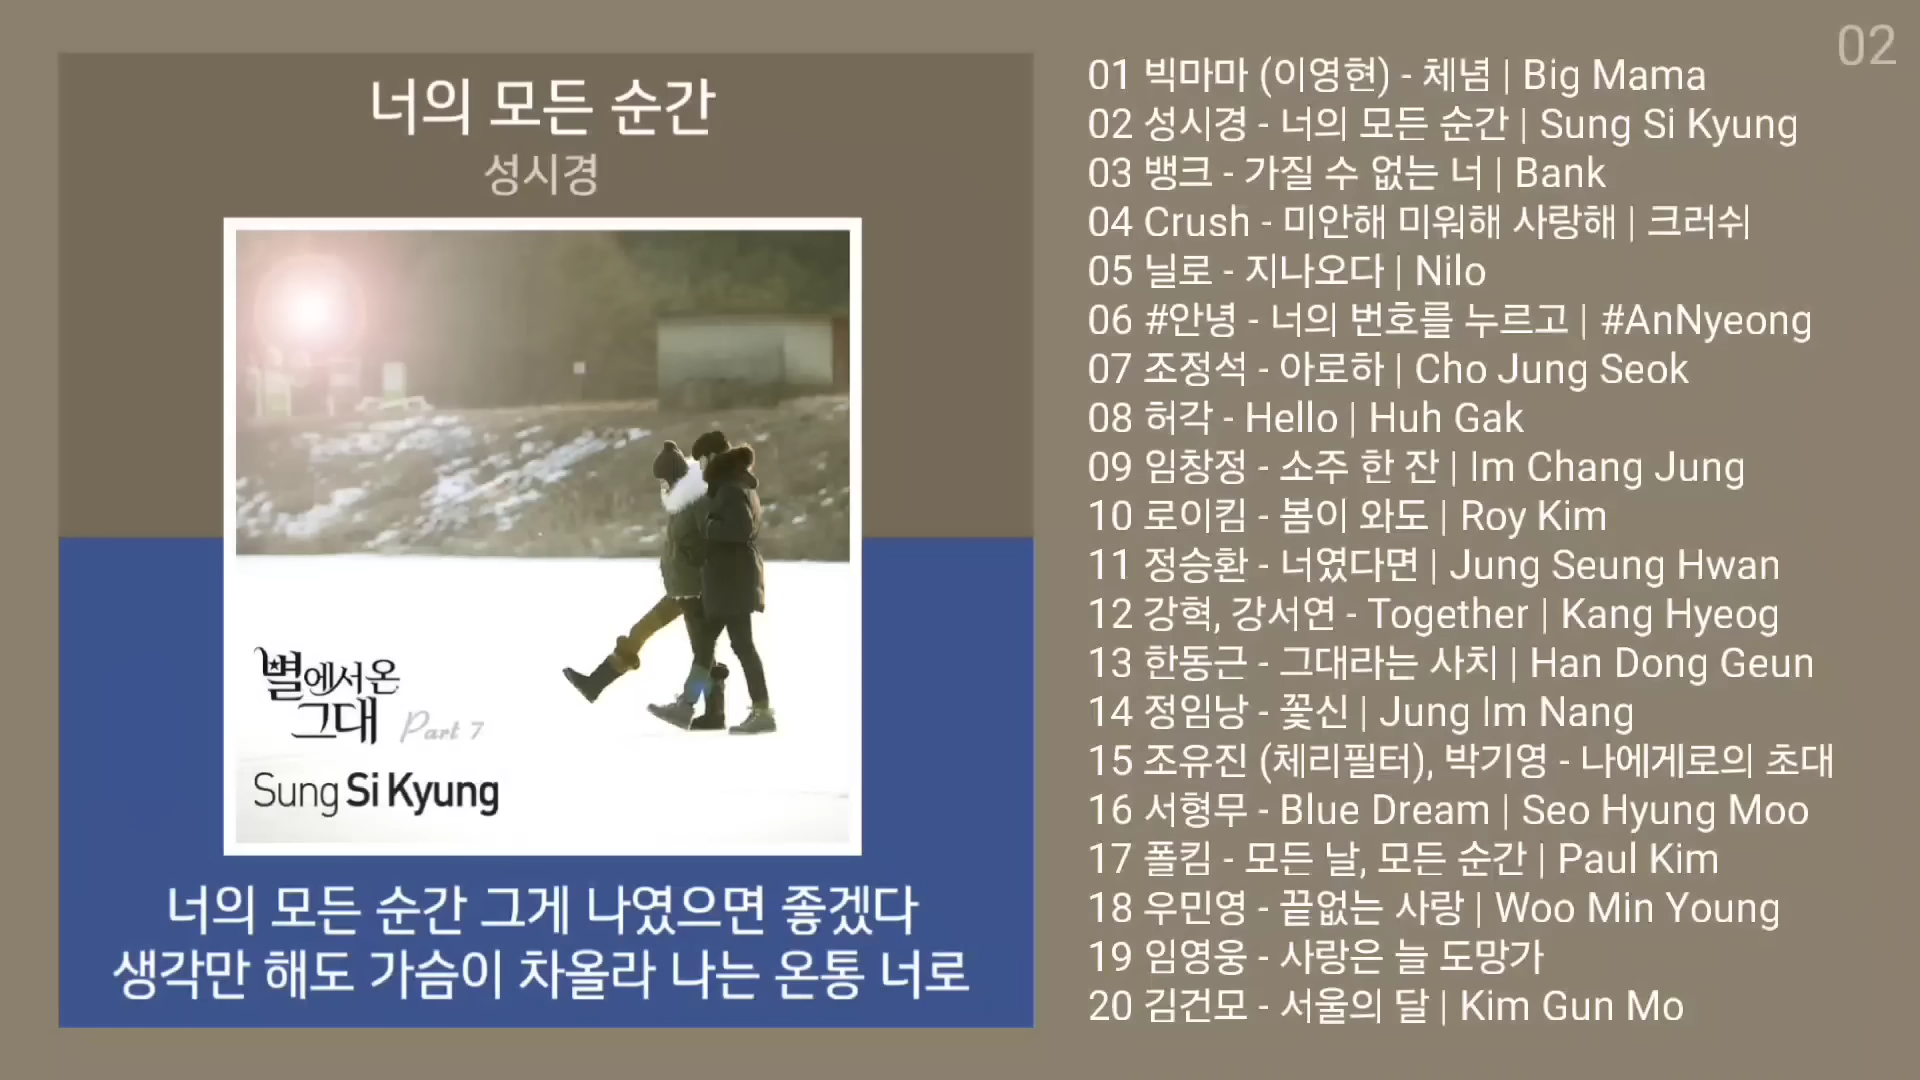 너의 모든 순간
성시경
별에서 온
그대 Part 7
Sung Si Kyung
너의 모든 순간 그게 나였으면 좋겠다
생각만 해도 가슴이 차올라 나는 온통 너로
02
01 빅마마 (이영현) - 체념 | Big Mama
02 성시경 - 너의 모든 순간 | Sung Si Kyung
03 뱅크 - 가질 수 없는 너 | Bank
04 Crush - 미안해 미워해 사랑해 | 크러쉬
05 닐로 - 지나오다 | Nilo
06 #안녕 - 너의 번호를 누르고 | #AnNyeong
07 조정석 - 아로하 | Cho Jung Seok
08 허각 - Hello | Huh Gak
09 임창정 - 소주 한 잔 | Im Chang Jung
10 로이킴 - 봄이 와도 | Roy Kim
11 정승환 - 너였다면 | Jung Seung Hwan
12 강혁, 강서연 - Together | Kang Hyeog
13 한동근 - 그대라는 사치 | Han Dong Geun
14 정임낭 - 꽃신 | Jung Im Nang
15 조유진 (체리필터), 박기영 - 나에게로의 초대
16 서형무 - Blue Dream | Seo Hyung Moo
17 폴킴 - 모든 날, 모든 순간 | Paul Kim
18 우민영 - 끝없는 사랑 | Woo Min Young
19 임영웅 - 사랑은 늘 도망가
20 김건모 - 서울의 달 | Kim Gun Mo